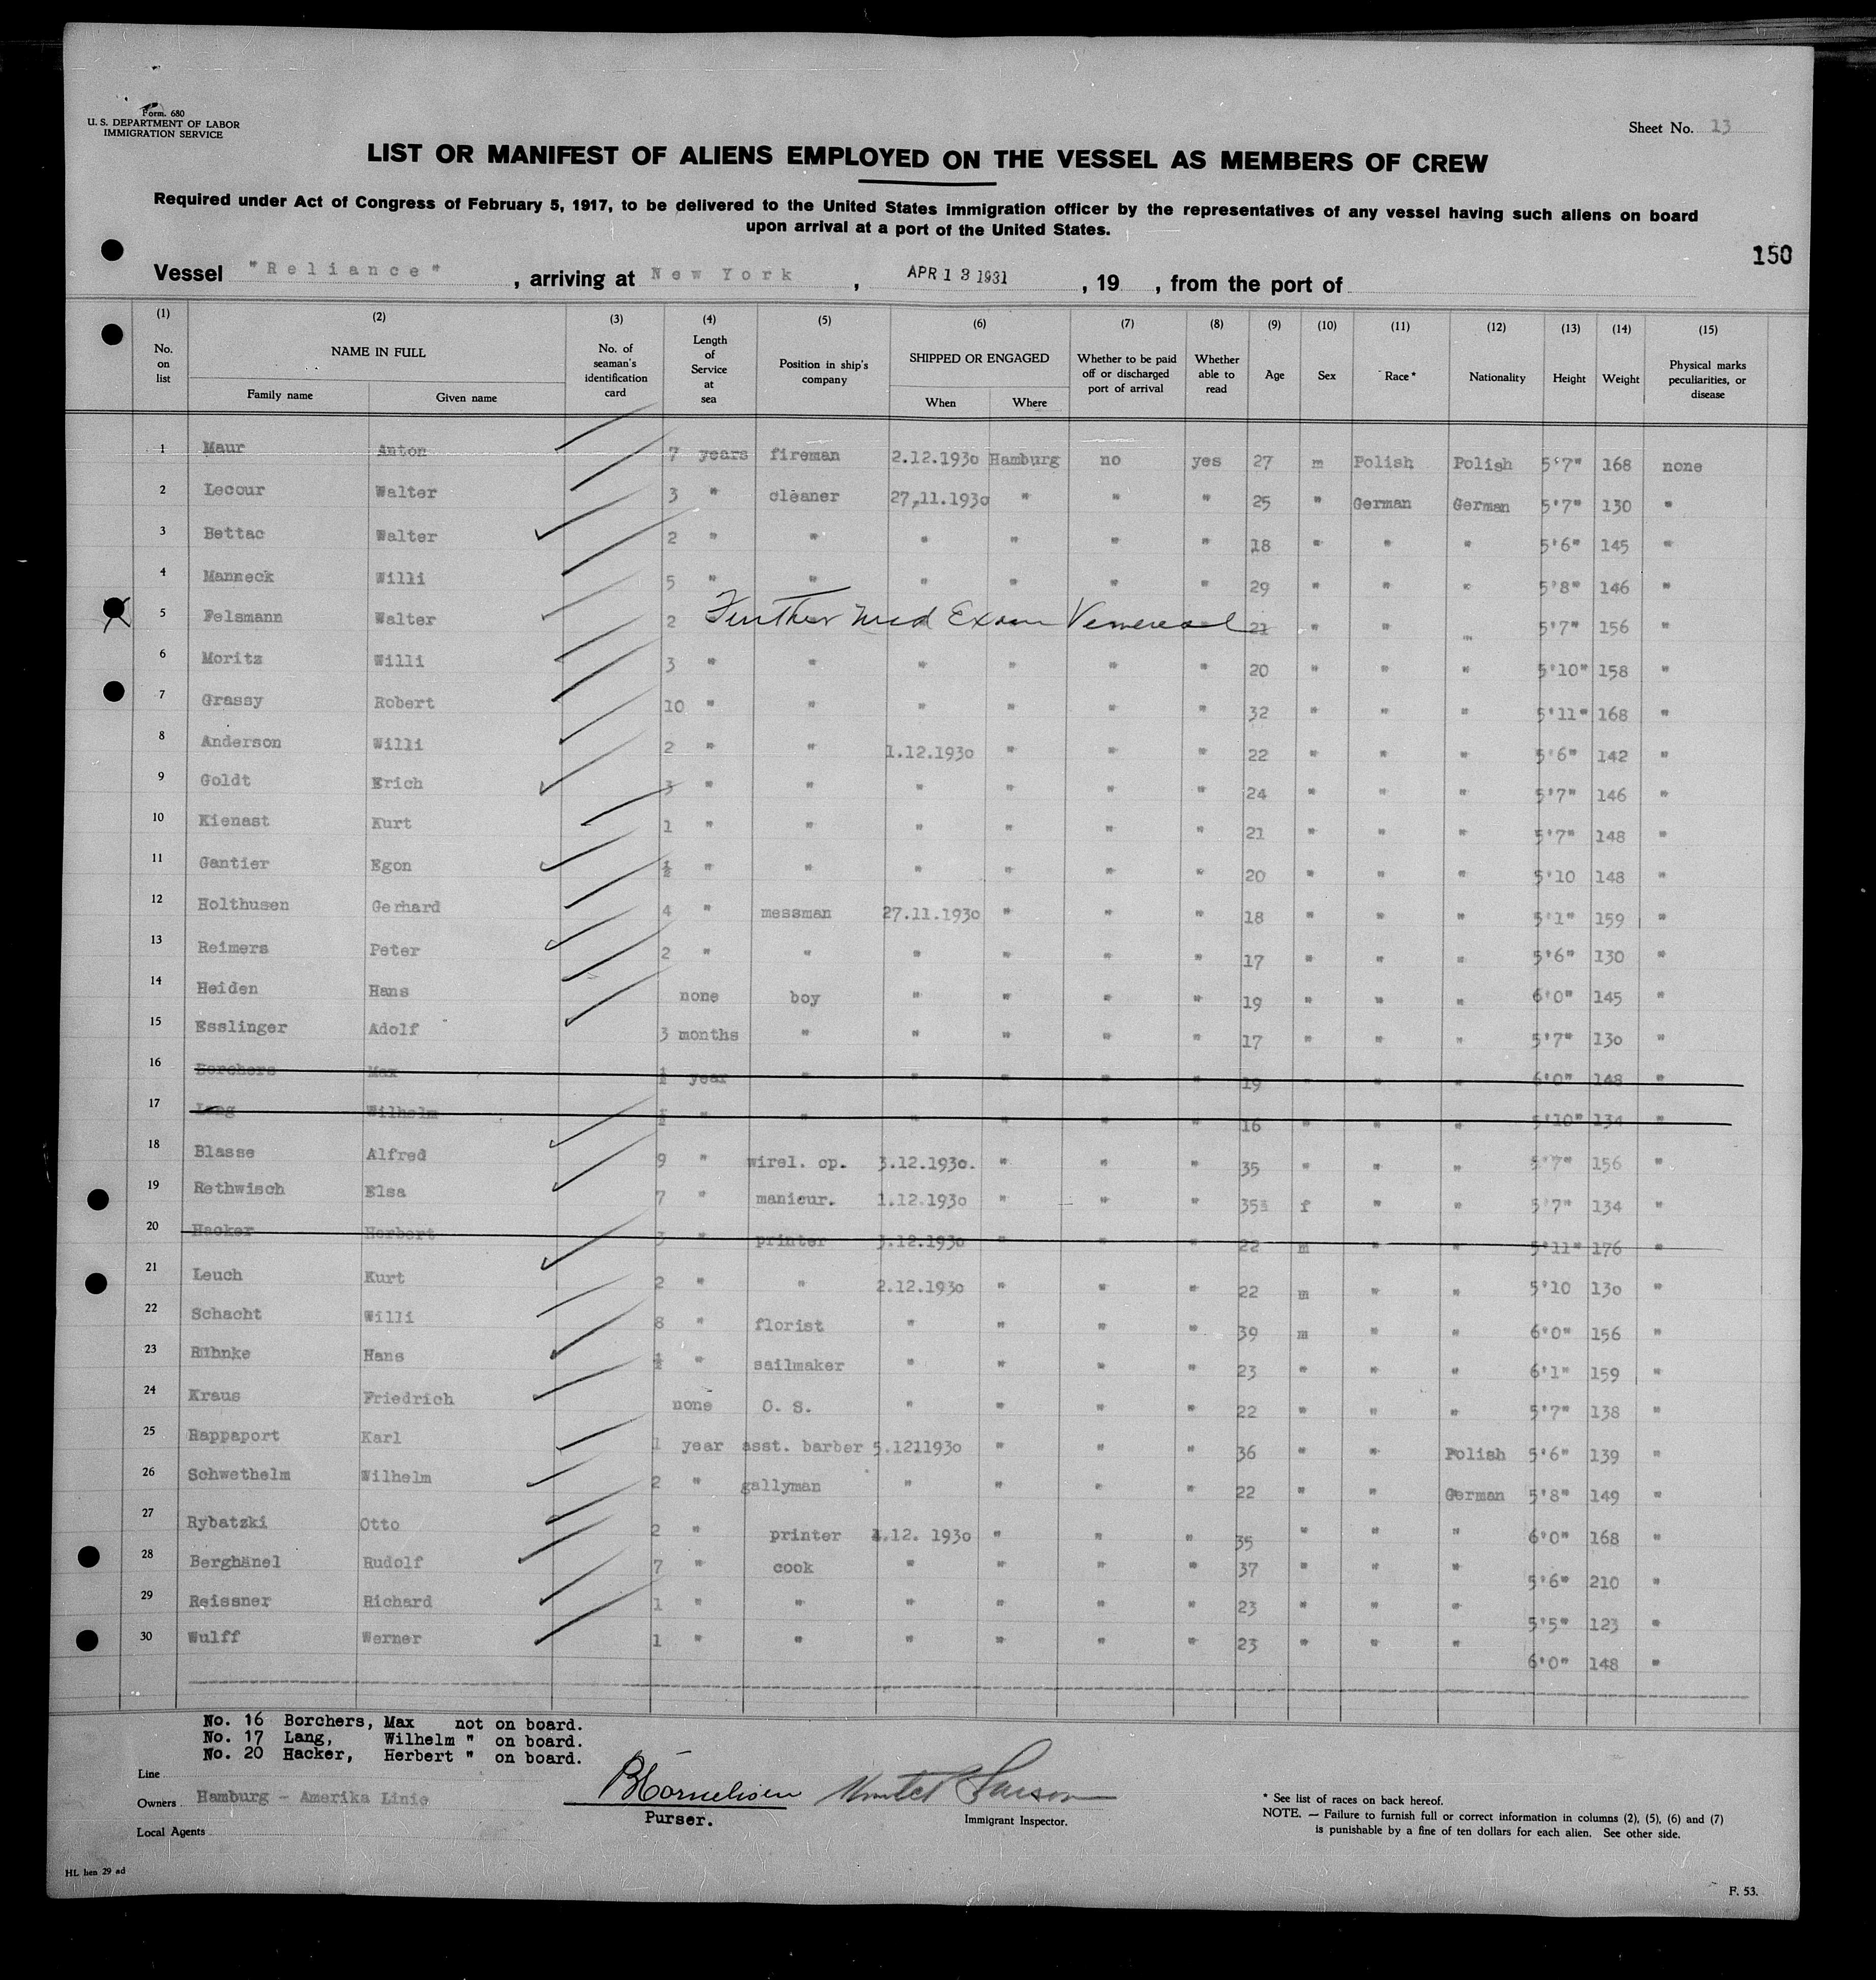 Form. 680
U. S. DEPARTMENT OF LABOR
IMMIGRATION SERVICE
Sheet No. 13
LIST OR MANIFEST OF ALIENS EMPLOYED ON THE VESSEL AS MEMBERS OF CREW
Required under Act of Congress of February 5, 1917, to be delivered to the United States immigration officer by the representatives of any vessel having such aliens on board
upon arrival at a port of the United States.
150
Vessel "Reliance" , arriving at New York , APR 13 1931 , 19 , from the port of
(1) (2) (3) (4) (5) (6) (7) (8) (9) (10) (11) (12) (13) (14) (15)
No. on list NAME IN FULL Family name Given name No. of seaman's identification card Length of Service at sea Position in ship's company SHIPPED OR ENGAGED When Where Whether to be paid off or discharged port of arrival Whether able to read Age Sex Race* Nationality Height Weight Physical marks peculiarities, or disease
1 Maur Anton 7 years fireman 2.12.1930 Hamburg no yes 27 m Polish Polish 5'7" 168 none
2 Lecour Walter 3 " cleaner 27,11.1930 " " " 25 " German German 5'7" 130 "
3 Bettac Walter 2 " " " " " " 18 " " " 5'6" 145 "
4 Manneck Willi 5 " " " " " " 29 " " " 5'8" 146 "
5 Felsmann Walter 2 Further Med Exam Venereal 21 " " " 5'7" 156 "
6 Moritz Willi 3 " " " " " " 20 " " " 5'10" 158 "
7 Grassy Robert 10 " " " " " " 32 " " " 5'11" 168 "
8 Anderson Willi 2 " " 1.12.1930 " " " 22 " " " 5'6" 142 "
9 Goldt Erich 3 " " " " " " 24 " " " 5'7" 146 "
10 Kienast Kurt 1 " " " " " " 21 " " " 5'7" 148 "
11 Gantier Egon ½ " " " " " " 20 " " " 5'10 148 "
12 Holthusen Gerhard 4 " messman 27.11.1930 " " " 18 " " " 5'1" 159 "
13 Reimers Peter 2 " " " " " " 17 " " " 5'6" 130 "
14 Heiden Hans none boy " " " " 19 " " " 6'0" 145 "
15 Esslinger Adolf 3 months " " " " " 17 " " " 5'7" 130 "
16 Borchers Max ½ year " " " " " 19 " " " 6'0" 148 "
17 Lang Wilhelm ½ " " " " " " 16 " " " 5'10" 134 "
18 Blasse Alfred 9 " wirel. op. 3.12.1930. " " " 35 " " " 5'7" 156 "
19 Rethwisch Elsa 7 " manicur. 1.12.1930 " " " 35 f " " 5'7" 134 "
20 Hacker Herbert 3 " printer 3.12.1930 " " " 22 m " " 5'11" 176 "
21 Leuch Kurt 2 " " 2.12.1930 " " " 22 m " " 5'10 130 "
22 Schacht Willi 8 " florist " " " " 39 m " " 6'0" 156 "
23 Rühnke Hans ½ " sailmaker " " " " 23 " " " 6'1" 159 "
24 Kraus Friedrich none O. S. " " " " 22 " " " 5'7" 138 "
25 Rappaport Karl 1 year asst. barber 5.1211930 " " " 36 " " Polish 5'6" 139 "
26 Schwethelm Wilhelm 2 " gallyman " " " " 22 " " German 5'8" 149 "
27 Rybatzki Otto 2 " printer 4.12. 1930 " " " 35 " " " 6'0" 168 "
28 Berghänel Rudolf 7 " cook " " " " 37 " " " 5'6" 210 "
29 Reissner Richard 1 " " " " " " 23 " " " 5'5" 123 "
30 Wulff Werner 1 " " " " " " 23 " " " 6'0" 148 "
No. 16 Borchers, Max not on board.
No. 17 Lang, Wilhelm " on board.
No. 20 Hacker, Herbert " on board.
Line
Owners Hamburg - Amerika Linie
Local Agents
BCornelisen
Purser.
Immigrant Inspector.
* See list of races on back hereof.
NOTE. — Failure to furnish full or correct information in columns (2), (5), (6) and (7)
is punishable by a fine of ten dollars for each alien. See other side.
HL hen 29 ad
F. 53.